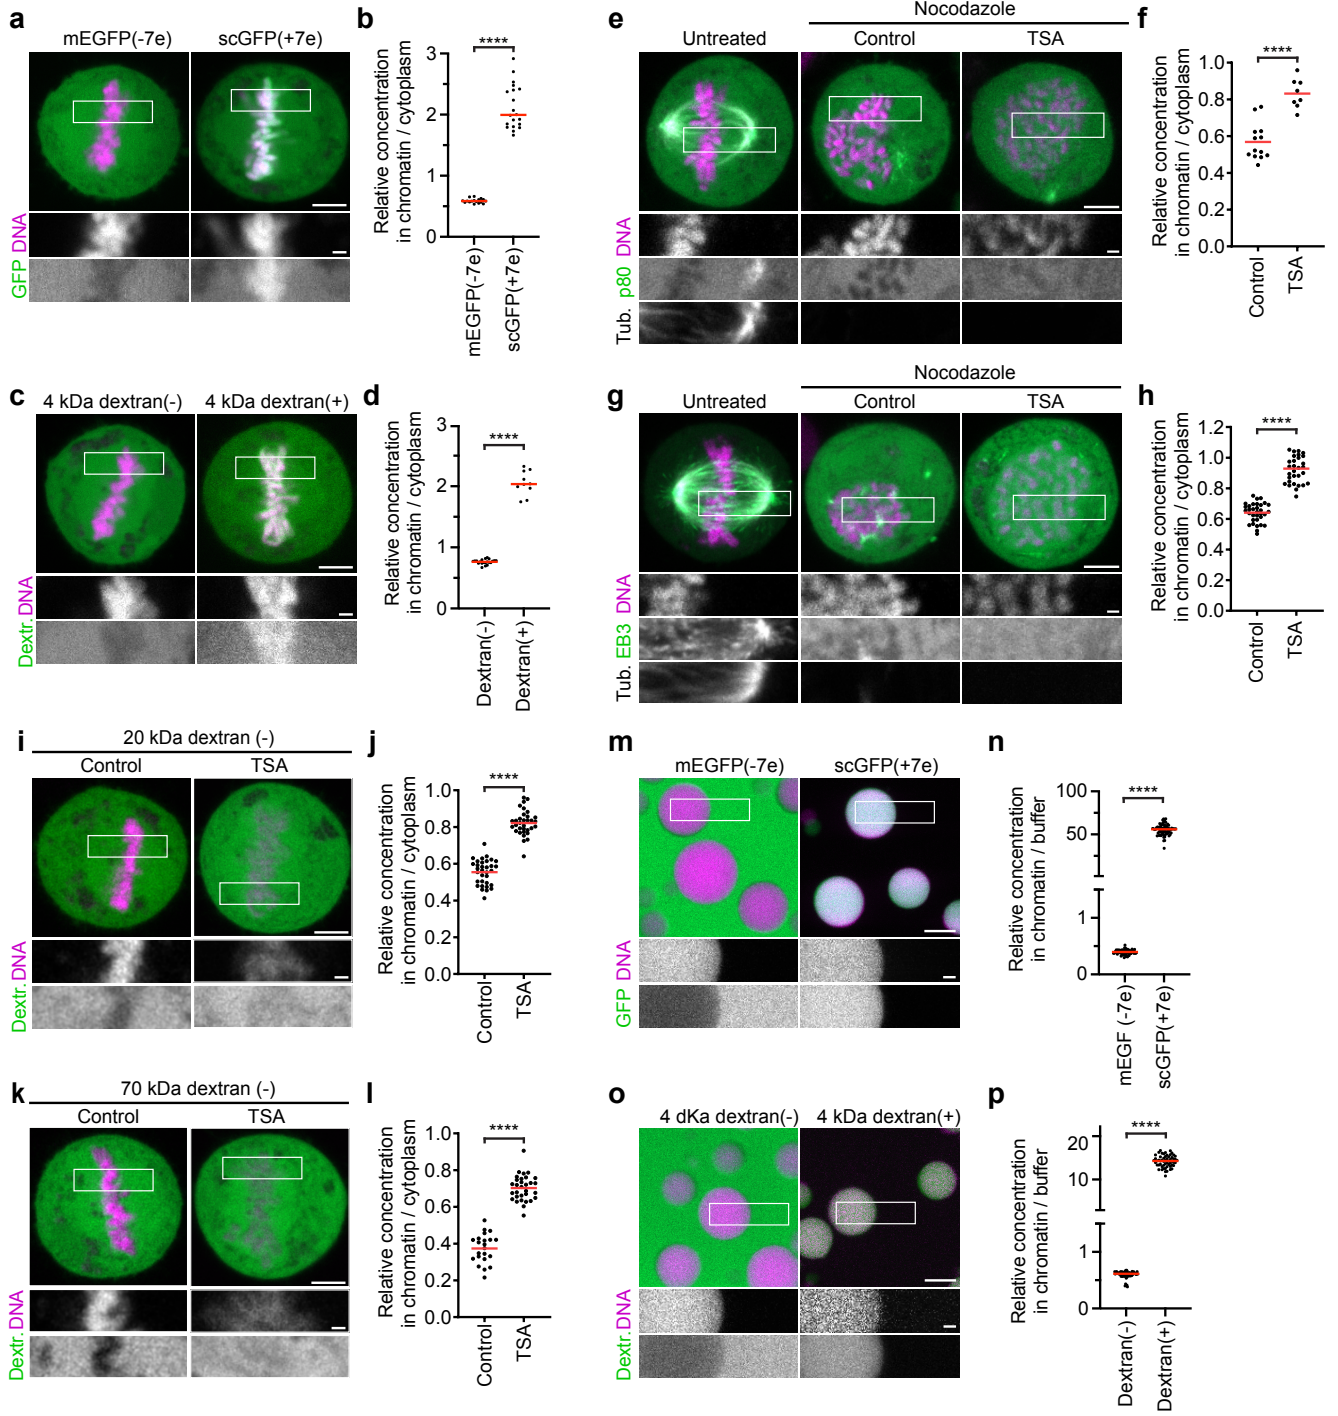 a
mEGFP(-7e)
scGFP(+7e)
GFP DNA
b
Relative concentration
in chromatin / cytoplasm
3
2
1
0
****
mEGFP(-7e)
scGFP(+7e)
c
4 kDa dextran(-)
4 kDa dextran(+)
Dextr. DNA
d
Relative concentration
in chromatin / cytoplasm
3
2
1
0
****
Dextran(-)
Dextran(+)
e
Nocodazole
Untreated
Control
TSA
Tub. p80 DNA
f
Relative concentration
in chromatin / cytoplasm
1.0
0.8
0.6
0.4
0.2
0.0
****
Control
TSA
g
Nocodazole
Untreated
Control
TSA
Tub. EB3 DNA
h
Relative concentration
in chromatin / cytoplasm
1.2
1.0
0.8
0.6
0.4
0.2
0.0
****
Control
TSA
i
20 kDa dextran (-)
Control
TSA
Dextr. DNA
j
Relative concentration
in chromatin / cytoplasm
1.0
0.8
0.6
0.4
0.2
0.0
****
Control
TSA
k
70 kDa dextran (-)
Control
TSA
Dextr. DNA
l
Relative concentration
in chromatin / cytoplasm
1.0
0.8
0.6
0.4
0.2
0.0
****
Control
TSA
m
mEGFP(-7e)
scGFP(+7e)
GFP DNA
n
Relative concentration
in chromatin / buffer
100
50
1
0
****
mEGF (-7e)
scGFP(+7e)
o
4 dKa dextran(-)
4 kDa dextran(+)
Dextr. DNA
p
Relative concentration
in chromatin / buffer
20
10
1
0
****
Dextran(-)
Dextran(+)